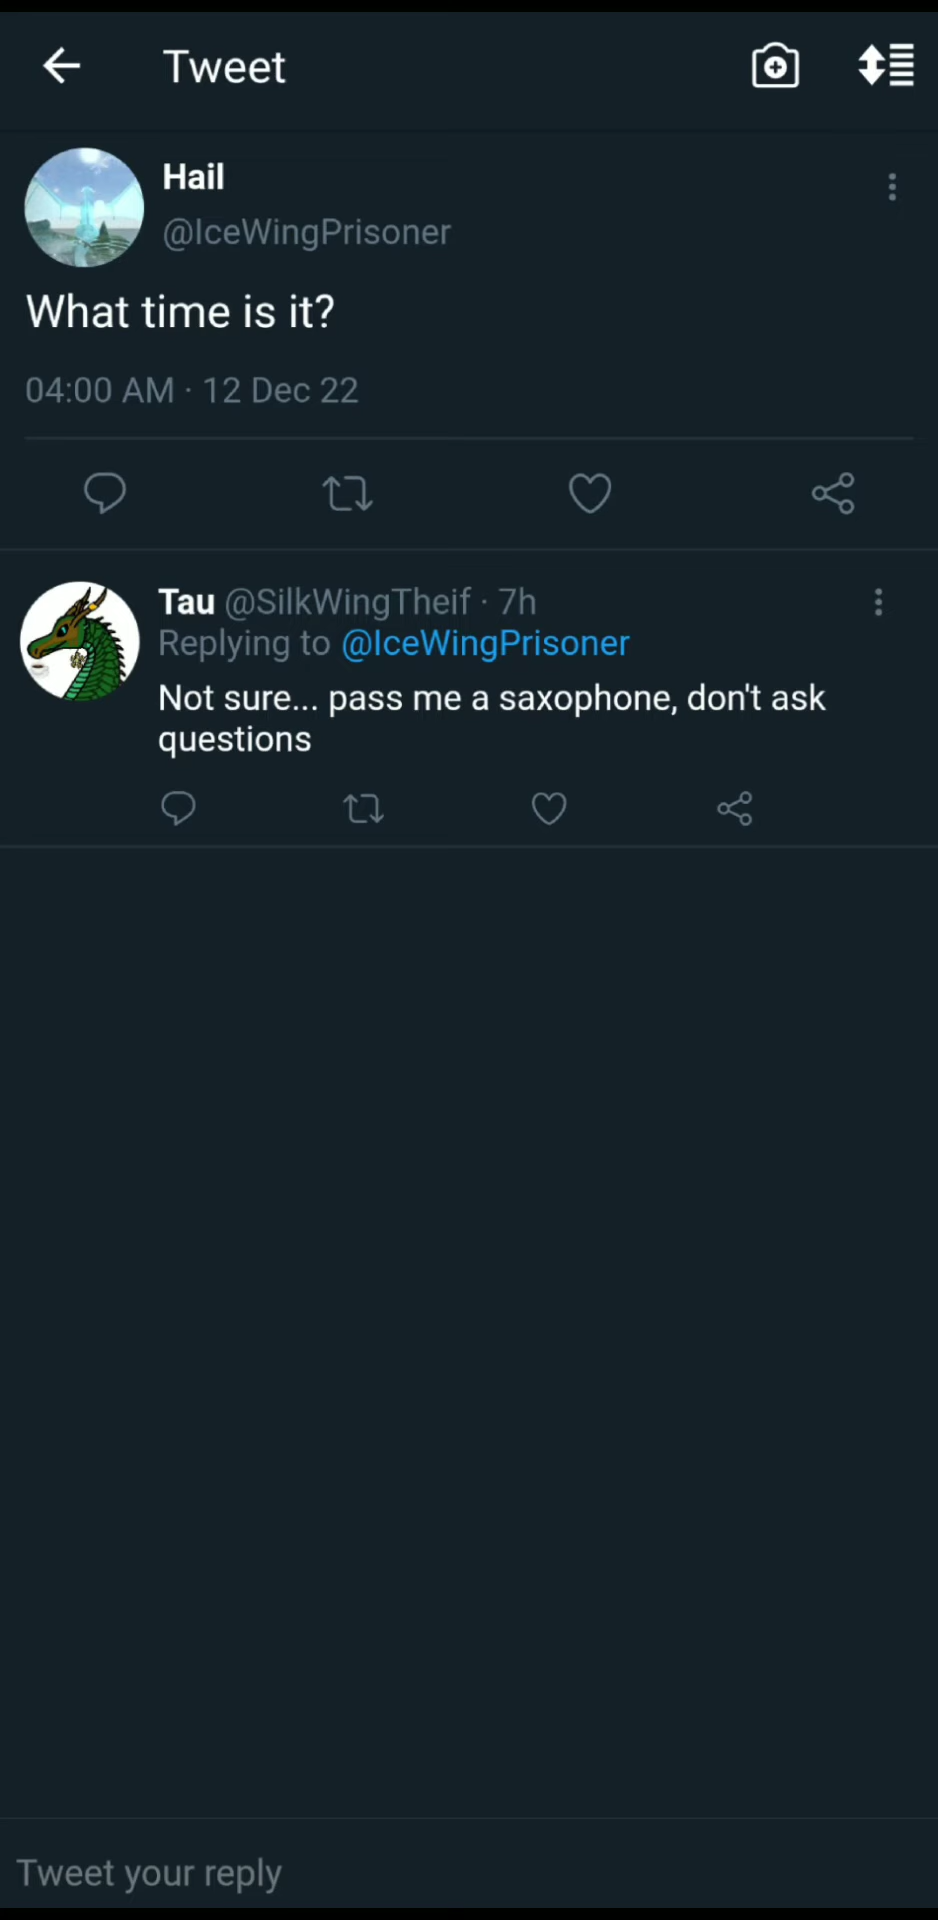 Tweet
Hail
@IceWingPrisoner
What time is it?
04:00 AM · 12 Dec 22
Tau @SilkWingTheif · 7h
Replying to @IceWingPrisoner
Not sure... pass me a saxophone, don't ask
questions
Tweet your reply